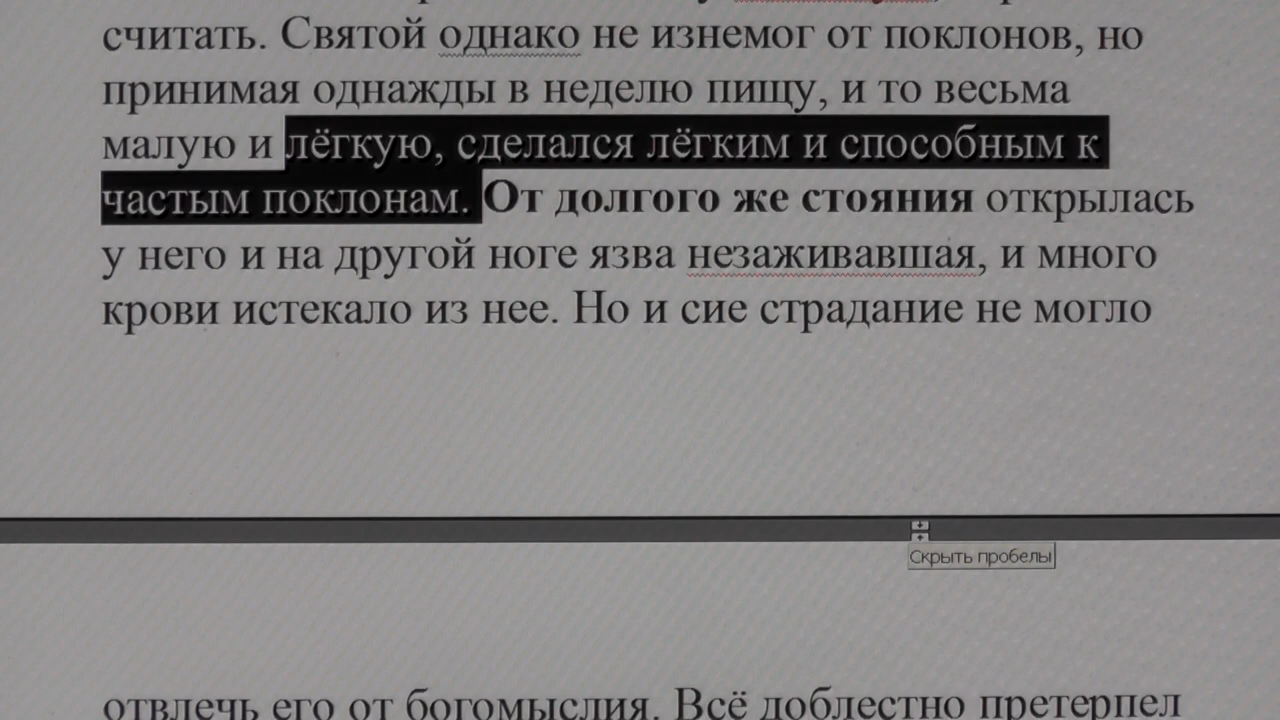 считать. Святой однако не изнемог от поклонов, но
принимая однажды в неделю пищу, и то весьма
малую и лёгкую, сделался лёгким и способным к
частым поклонам. От долгого же стояния открылась
у него и на другой ноге язва незаживавшая, и много
крови истекало из нее. Но и сие страдание не могло
Скрыть пробелы
отвлечь его от богомыслия. Всё доблестно претерпел